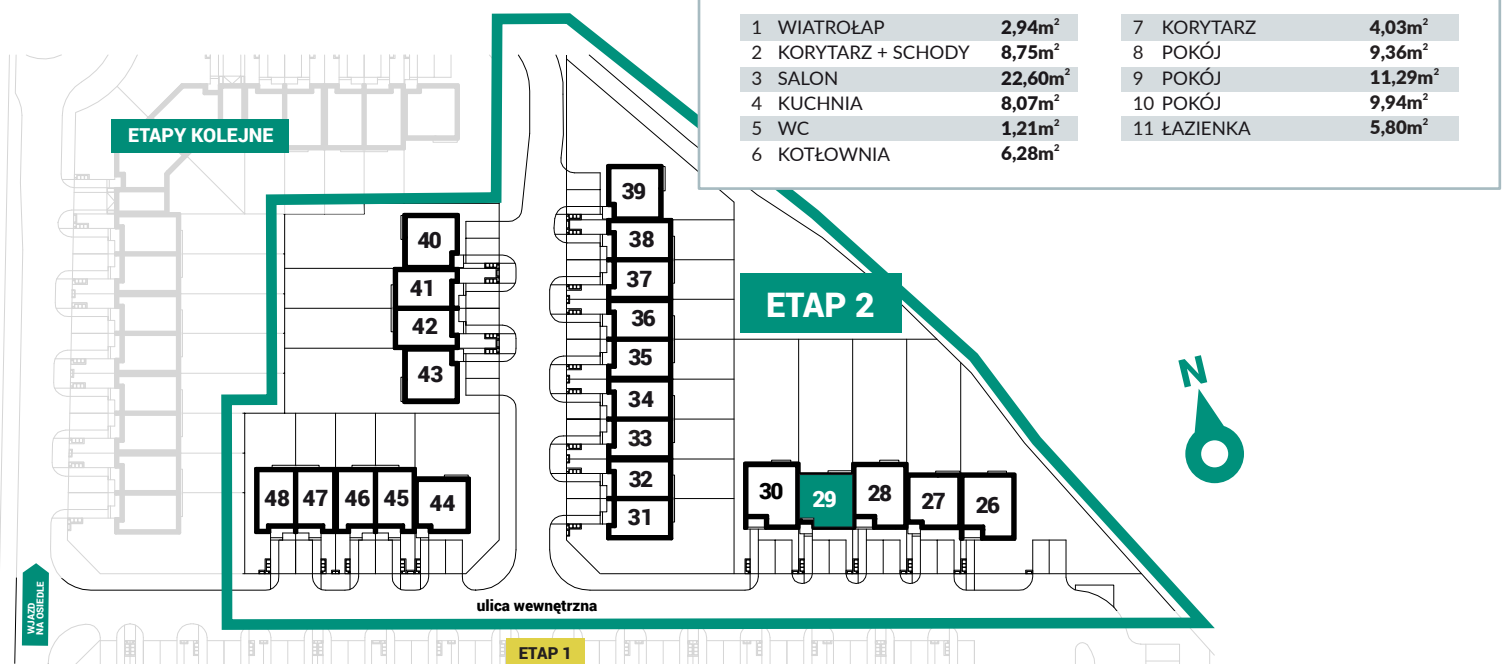 1 WIATROŁAP 2,94m²
2 KORYTARZ + SCHODY 8,75m²
3 SALON 22,60m²
4 KUCHNIA 8,07m²
5 WC 1,21m²
6 KOTŁOWNIA 6,28m²
7 KORYTARZ 4,03m²
8 POKÓJ 9,36m²
9 POKÓJ 11,29m²
10 POKÓJ 9,94m²
11 ŁAZIENKA 5,80m²
ETAPY KOLEJNE
39
38
37
36
35
34
33
32
31
40
41
42
43
ETAP 2
N
48 47 46 45 44
30 29 28 27 26
WJAZD
NA OSIEDLE
ulica wewnętrzna
ETAP 1